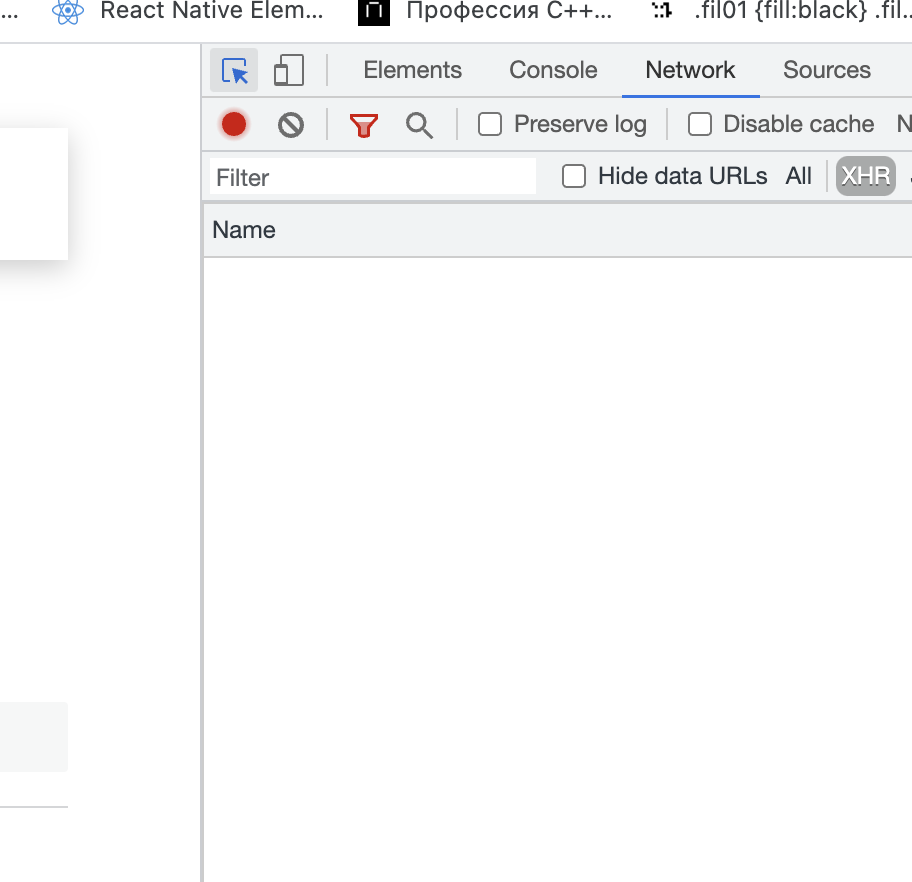 ... React Native Elem... Профессия C++... .fil01 {fill:black} .fil...
Elements Console Network Sources
Preserve log Disable cache N
Filter Hide data URLs All XHR
Name